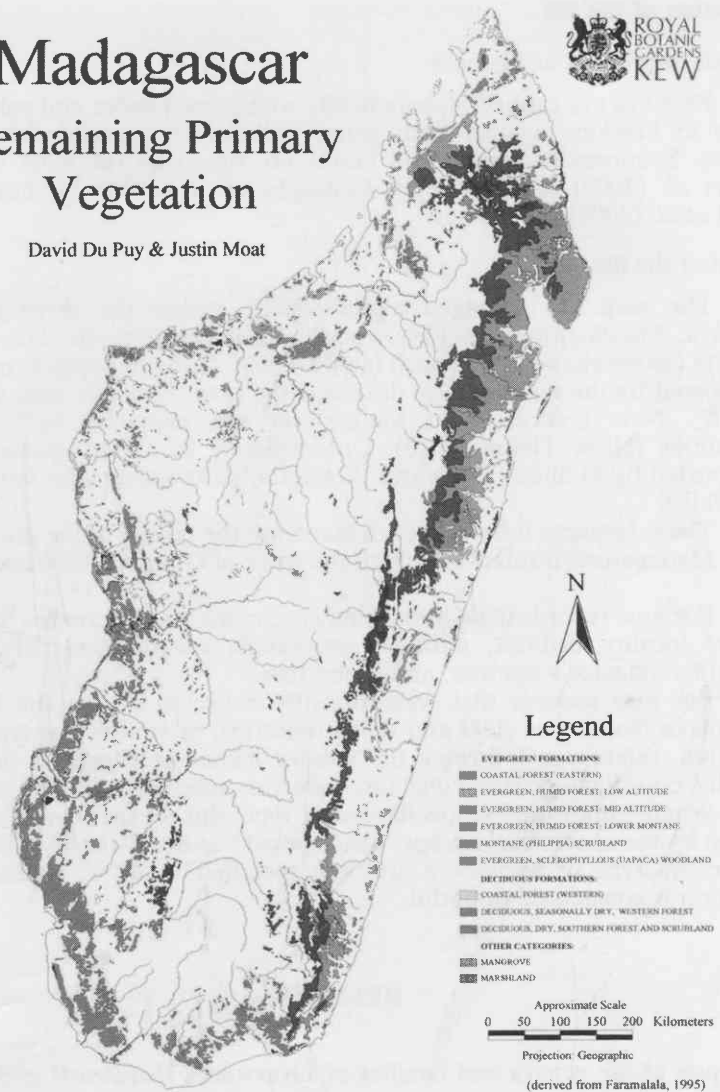 Madagascar
emaining Primary
Vegetation
David Du Puy & Justin Moat
ROYAL
BOTANIC
GARDENS
KEW
N
Legend
EVERGREEN FORMATIONS:
COASTAL FOREST (EASTERN)
EVERGREEN, HUMID FOREST: LOW ALTITUDE
EVERGREEN, HUMID FOREST: MID ALTITUDE
EVERGREEN, HUMID FOREST: LOWER MONTANE
MONTANE (PHILIPPIA) SCRUBLAND
EVERGREEN, SCLEROPHYLLOUS (UAPACA) WOODLAND
DECIDUOUS FORMATIONS:
COASTAL FOREST (WESTERN)
DECIDUOUS, SEASONALLY DRY, WESTERN FOREST
DECIDUOUS, DRY, SOUTHERN FOREST AND SCRUBLAND
OTHER CATEGORIES:
MANGROVE
MARSHLAND
Approximate Scale
0 50 100 150 200 Kilometers
Projection: Geographic
(derived from Faramalala, 1995)